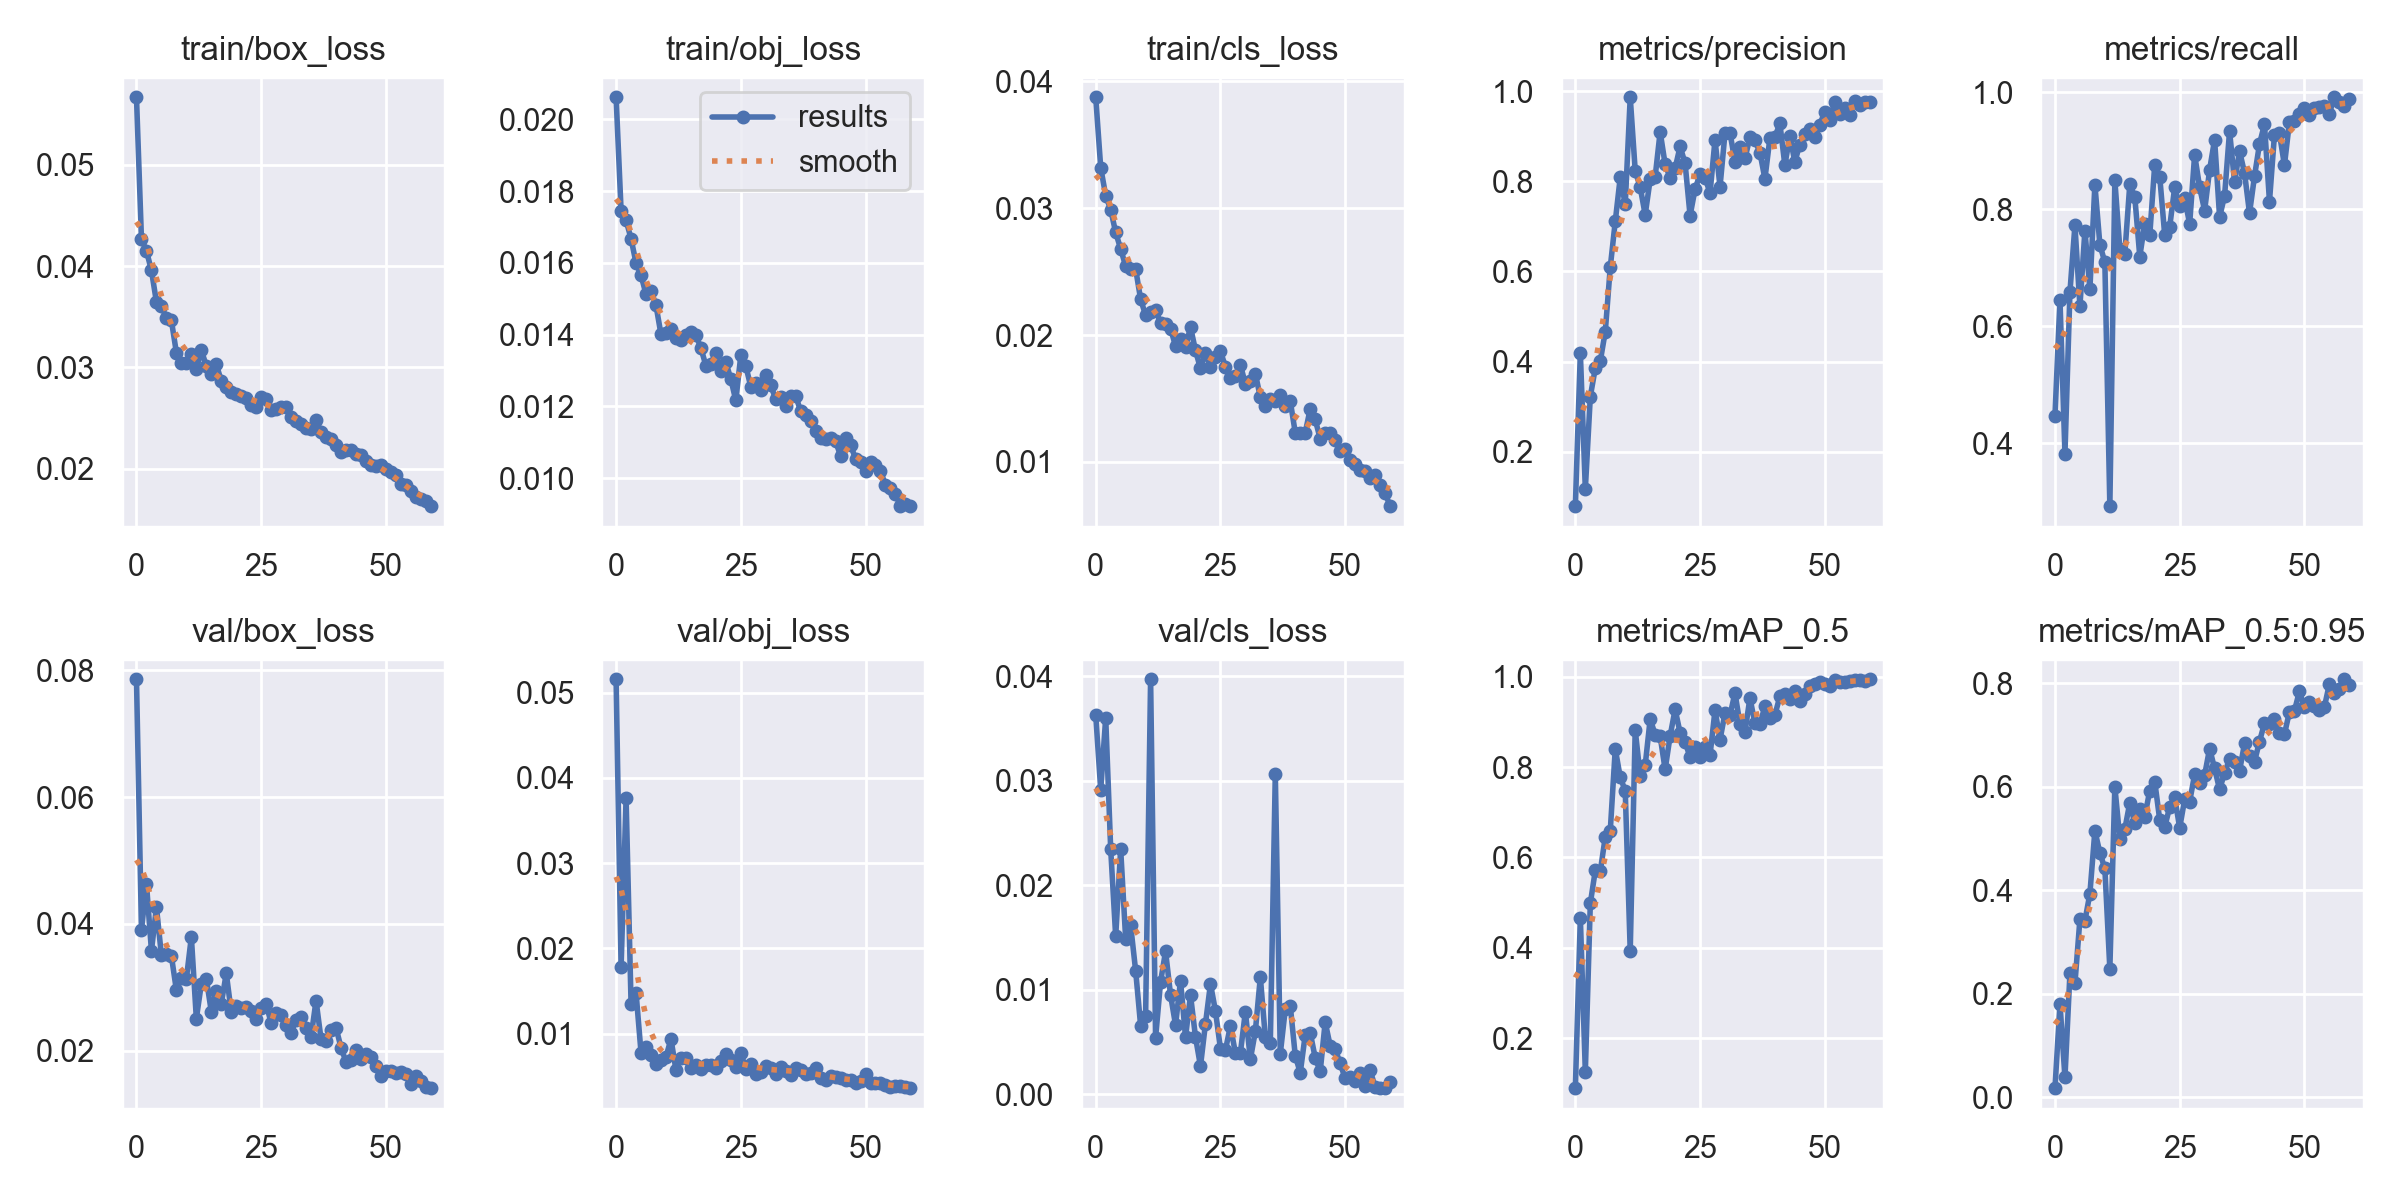 train/box_loss
0.05
0.04
0.03
0.02
0 25 50
train/obj_loss
results
smooth
0.020
0.018
0.016
0.014
0.012
0.010
0 25 50
train/cls_loss
0.04
0.03
0.02
0.01
0 25 50
metrics/precision
1.0
0.8
0.6
0.4
0.2
0 25 50
metrics/recall
1.0
0.8
0.6
0.4
0 25 50
val/box_loss
0.08
0.06
0.04
0.02
0 25 50
val/obj_loss
0.05
0.04
0.03
0.02
0.01
0 25 50
val/cls_loss
0.04
0.03
0.02
0.01
0.00
0 25 50
metrics/mAP_0.5
1.0
0.8
0.6
0.4
0.2
0 25 50
metrics/mAP_0.5:0.95
0.8
0.6
0.4
0.2
0.0
0 25 50